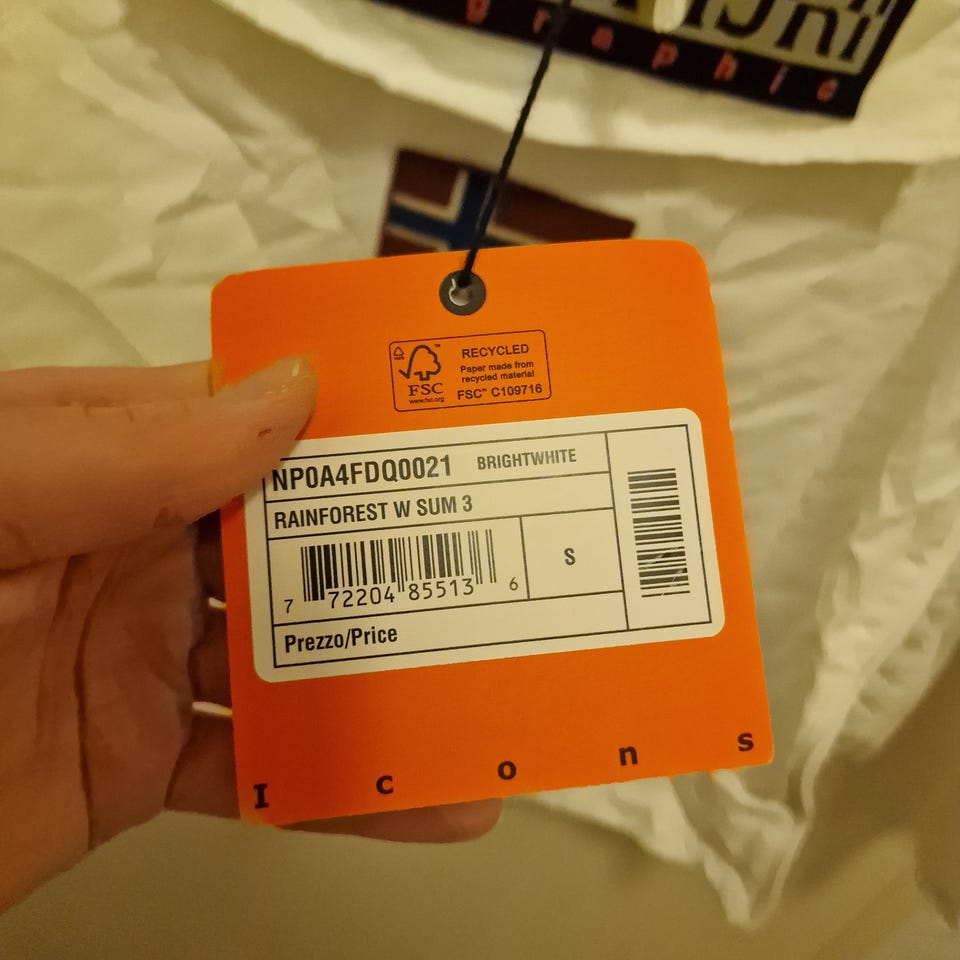 graphic
RECYCLED
Paper made from
recycled material
FSC™ C109716
FSC
www.fsc.org
NP0A4FDQ0021 BRIGHTWHITE
RAINFOREST W SUM 3
S
7 72204 85513 6
Prezzo/Price
Icons